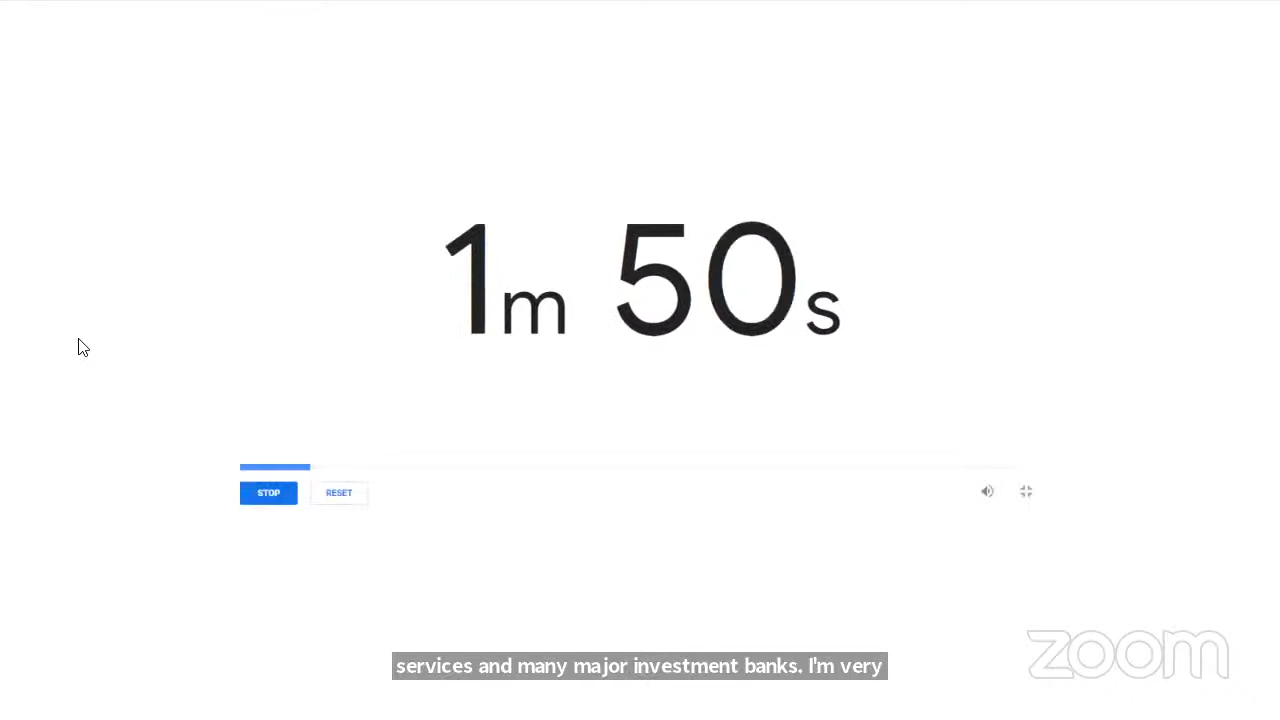 1m 50s
STOP RESET
services and many major investment banks. I'm very
zoom